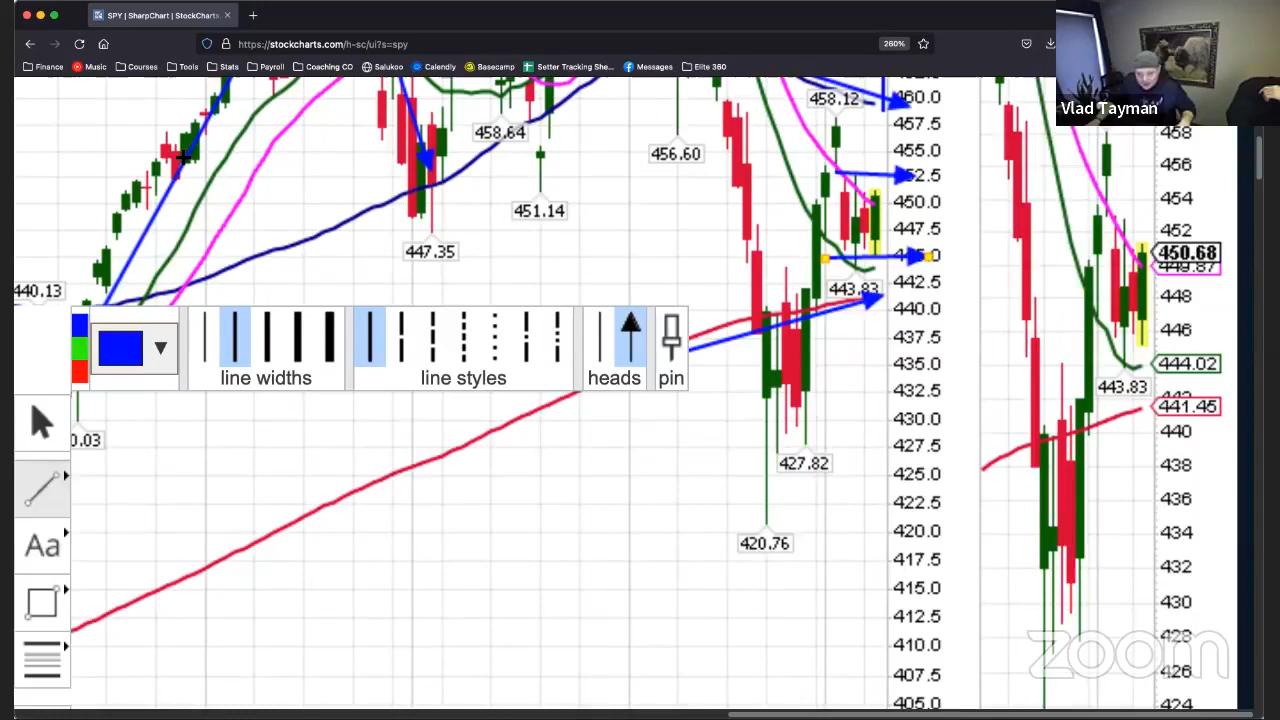 SPY | SharpChart | StockCharts.
https://stockcharts.com/h-sc/ui?s=spy
260%
Finance
Music
Courses
Tools
Stats
Payroll
Coaching CO
Salukoo
Calendly
Basecamp
Setter Tracking She...
Messages
Elite 360
Vlad Tayman
458.12
458.64
456.60
451.14
447.35
440.13
443.83
427.82
420.76
460.0
457.5
455.0
452.5
450.0
447.5
442.5
440.0
437.5
435.0
432.5
430.0
427.5
425.0
422.5
420.0
417.5
415.0
412.5
410.0
407.5
405.0
line widths
line styles
heads
pin
Aa
0.03
458
456
454
452
450.68
449.87
448
446
444.02
443.83
441.45
440
438
436
434
432
430
428
426
424
zoom